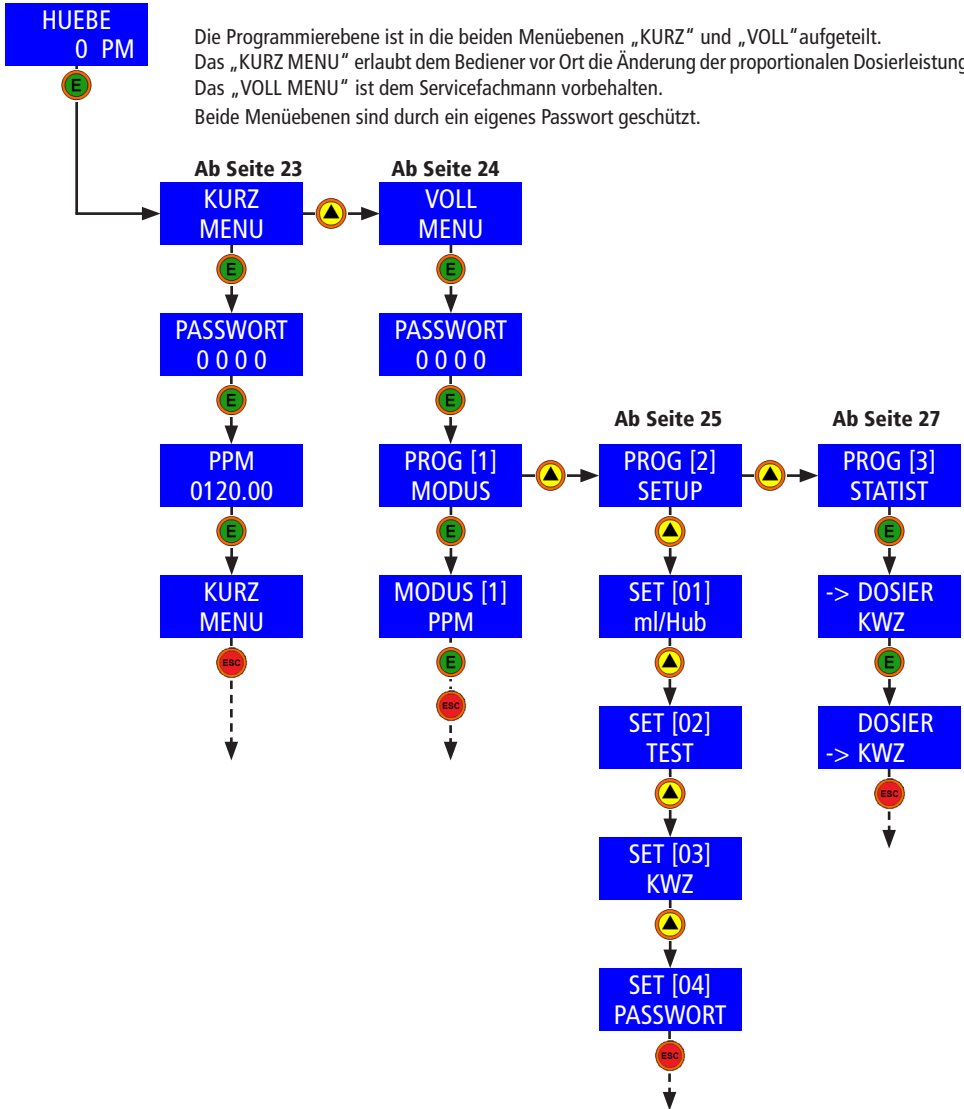 HUEBE
0 PM
E
Die Programmierebene ist in die beiden Menüebenen „KURZ" und „VOLL"aufgeteilt.
Das „KURZ MENU" erlaubt dem Bediener vor Ort die Änderung der proportionalen Dosierleistung
Das „VOLL MENU" ist dem Servicefachmann vorbehalten.
Beide Menüebenen sind durch ein eigenes Passwort geschützt.
Ab Seite 23
KURZ
MENU
E
PASSWORT
0 0 0 0
E
PPM
0120.00
E
KURZ
MENU
ESC
Ab Seite 24
VOLL
MENU
E
PASSWORT
0 0 0 0
E
PROG [1]
MODUS
E
MODUS [1]
PPM
E
ESC
Ab Seite 25
PROG [2]
SETUP
SET [01]
ml/Hub
SET [02]
TEST
SET [03]
KWZ
SET [04]
PASSWORT
ESC
Ab Seite 27
PROG [3]
STATIST
E
-> DOSIER
KWZ
E
DOSIER
-> KWZ
ESC